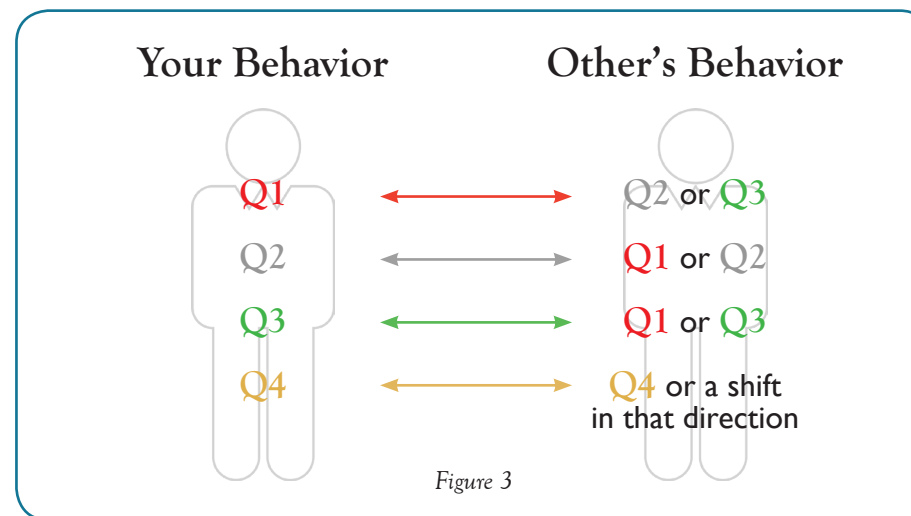 Your Behavior Other's Behavior
Q1 Q2 or Q3
Q2 Q1 or Q2
Q3 Q1 or Q3
Q4 Q4 or a shift
in that direction
Figure 3